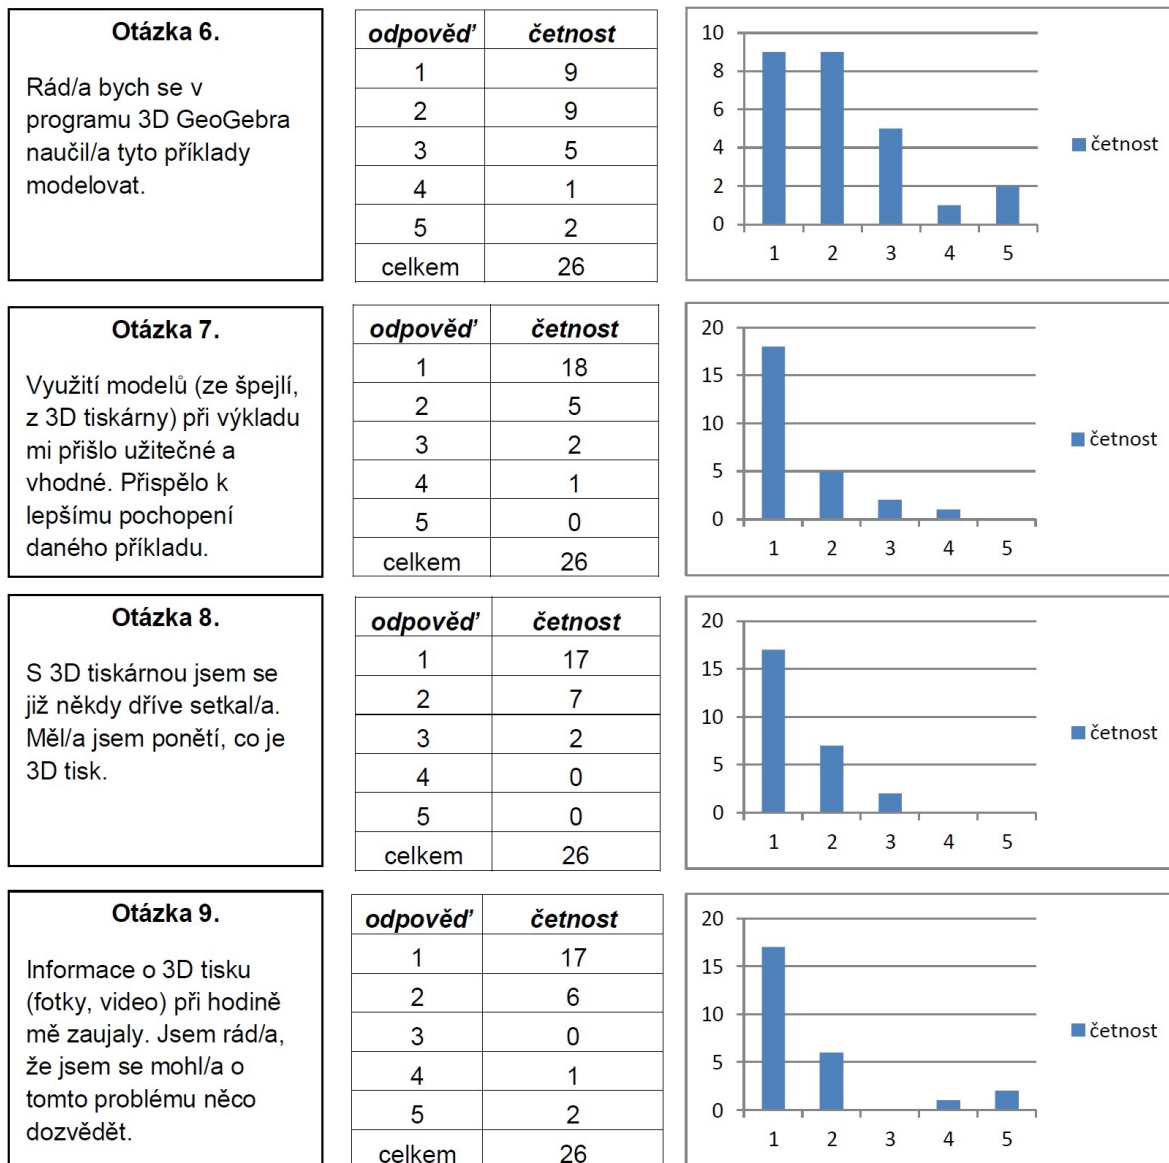 Otázka 6.
Rád/a bych se v
programu 3D GeoGebra
naučil/a tyto příklady
modelovat.
odpověď četnost
1 9
2 9
3 5
4 1
5 2
celkem 26
10
8
6
4
2
0
1 2 3 4 5
četnost
Otázka 7.
Využití modelů (ze špejlí,
z 3D tiskárny) při výkladu
mi přišlo užitečné a
vhodné. Přispělo k
lepšímu pochopení
daného příkladu.
odpověď četnost
1 18
2 5
3 2
4 1
5 0
celkem 26
20
15
10
5
0
1 2 3 4 5
četnost
Otázka 8.
S 3D tiskárnou jsem se
již někdy dříve setkal/a.
Měl/a jsem ponětí, co je
3D tisk.
odpověď četnost
1 17
2 7
3 2
4 0
5 0
celkem 26
20
15
10
5
0
1 2 3 4 5
četnost
Otázka 9.
Informace o 3D tisku
(fotky, video) při hodině
mě zaujaly. Jsem rád/a,
že jsem se mohl/a o
tomto problému něco
dozvědět.
odpověď četnost
1 17
2 6
3 0
4 1
5 2
celkem 26
20
15
10
5
0
1 2 3 4 5
četnost